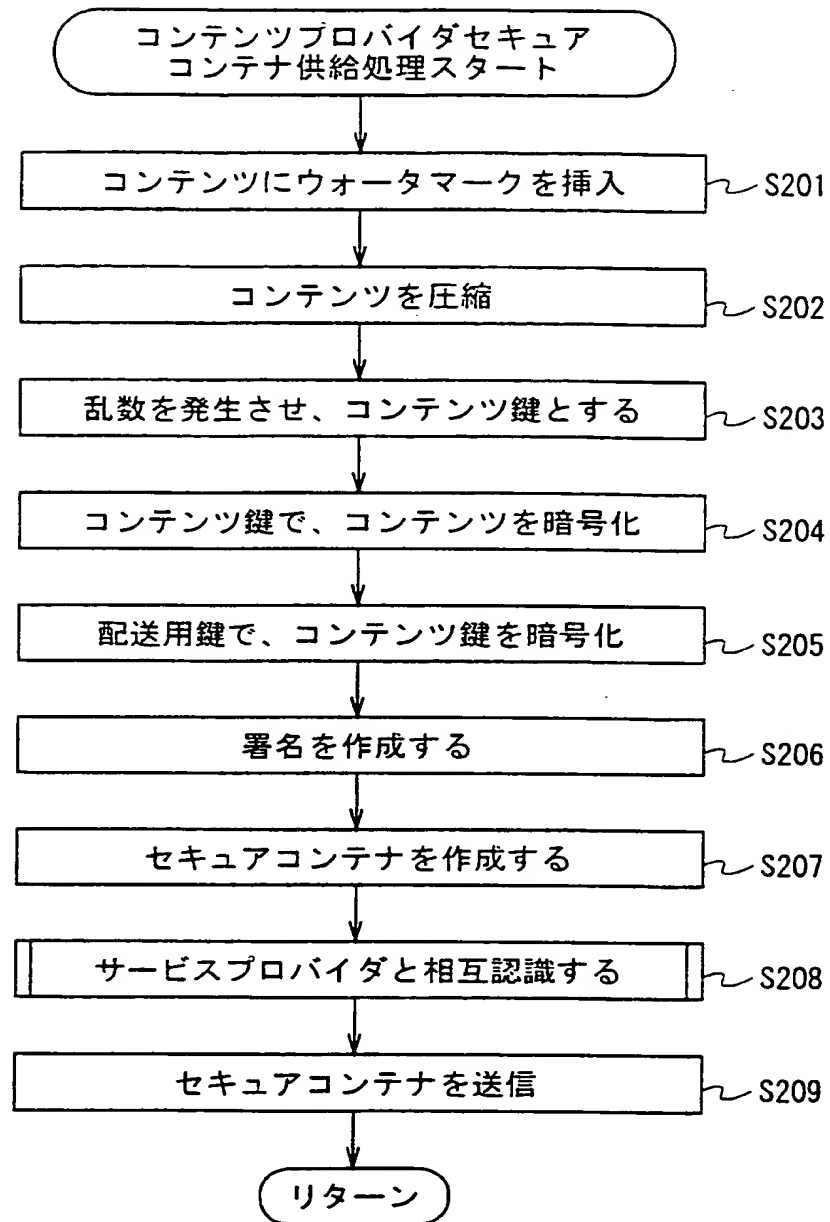 コンテンツプロバイダセキュア
コンテナ供給処理スタート
コンテンツにウォータマークを挿入 S201
コンテンツを圧縮 S202
乱数を発生させ、コンテンツ鍵とする S203
コンテンツ鍵で、コンテンツを暗号化 S204
配送用鍵で、コンテンツ鍵を暗号化 S205
署名を作成する S206
セキュアコンテナを作成する S207
サービスプロバイダと相互認識する S208
セキュアコンテナを送信 S209
リターン